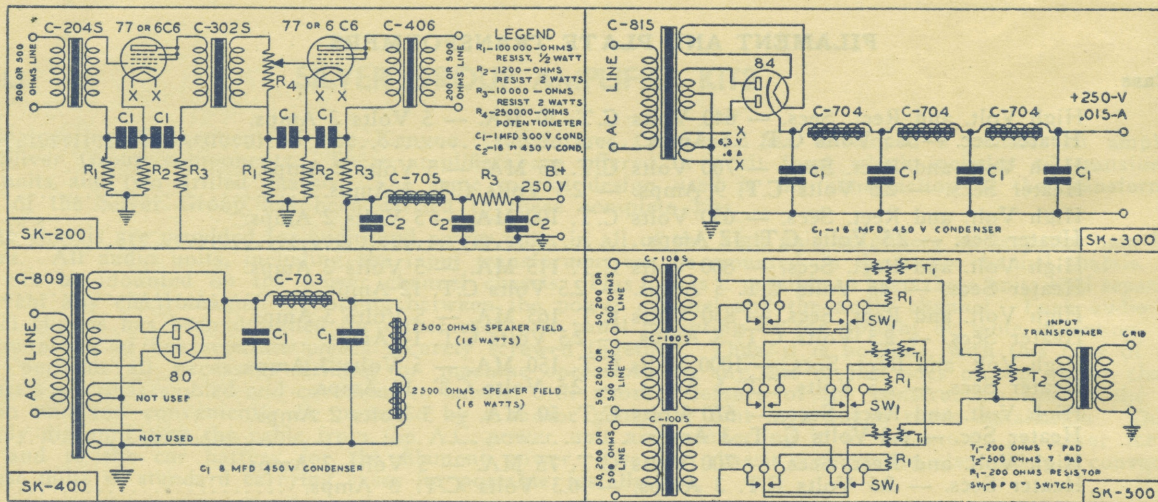 C-204S
77 OR 6C6
C-302S
77 OR 6C6
C-406
200 OR 500
OHMS LINE
R4
200 OR 500
OHMS LINE
X X
X X
C1 C1
C1 C1
R1 R2 R3
R1 R2 R3
LEGEND
R1-100000-OHMS
RESIST. 1/2 WATT
R2-1200-OHMS
RESIST 2 WATTS
R3-10000-OHMS
RESIST 2 WATTS
R4-250000-OHMS
POTENTIOMETER
C1-1 MFD 300 V COND.
C2-16 " 450 V COND.
C-705
R3
B+
250 V
C2
C2
C2
SK-200
C-815
AC LINE
84
X
6,3 V
.6 A
X
C-704
C-704
C-704
+250-V
.015-A
C1
C1
C1
C1
C1-16 MFD 450 V CONDENSER
SK-300
C-809
AC LINE
80
NOT USED
NOT USED
C-703
C1
C1
2500 OHMS SPEAKER FIELD
(16 WATTS)
2500 OHMS SPEAKER FIELD
(16 WATTS)
C1 8 MFD 450 V CONDENSER
SK-400
C-100S
50, 200 OR
500 OHMS
LINE
T1
R1
SW1
C-100S
50, 200 OR
500 OHMS
LINE
T1
R1
SW1
C-100S
50, 200 OR
500 OHMS
LINE
T1
R1
SW1
INPUT
TRANSFORMER
GRID
T2
T1-200 OHMS T PAD
T2-500 OHMS T PAD
R1-200 OHMS RESISTOR
SK-500